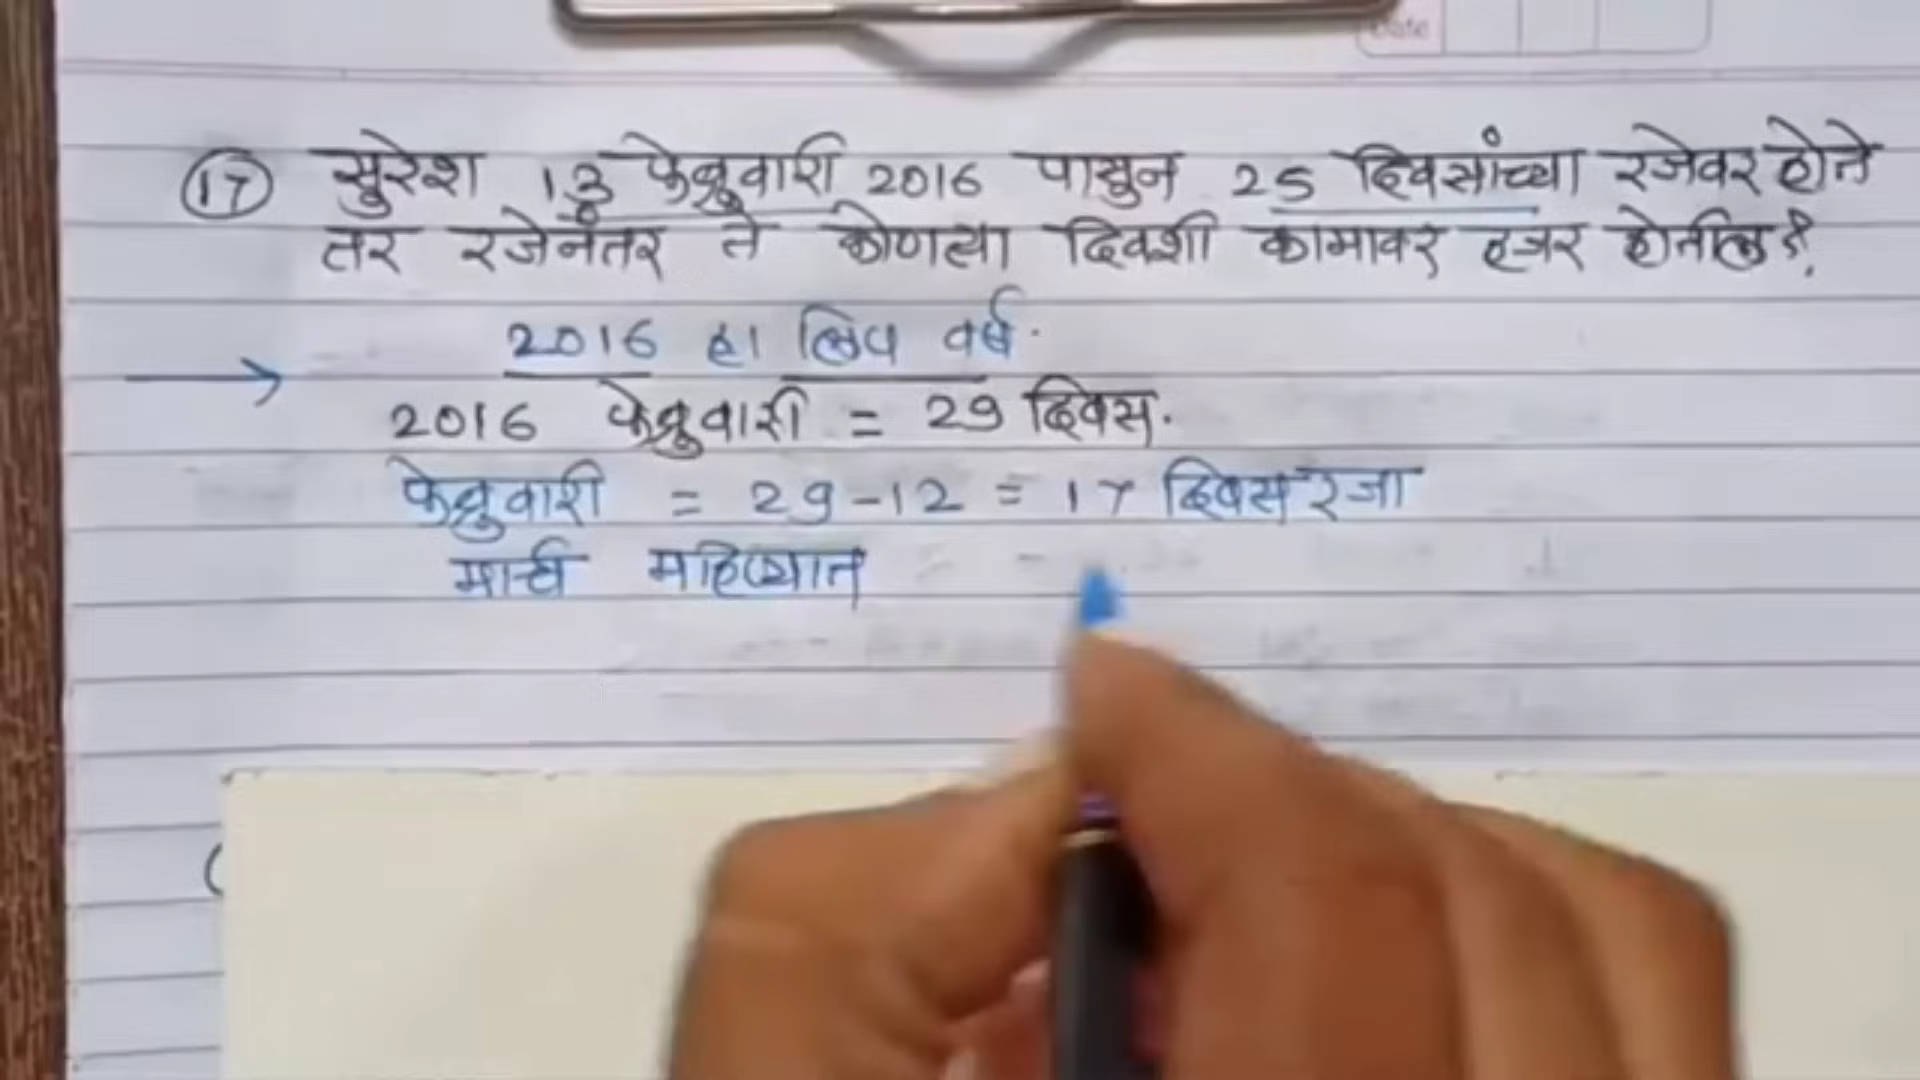 Date
(17) सुरेश 13 फेब्रुवारी 2016 पासुन 25 दिवसांच्या रजेवर होते
तर रजेनंतर ते कोणत्या दिवशी कामावर हजर होतील?
2016 हा लिप वर्ष.
2016 फेब्रुवारी = 29 दिवस.
फेब्रुवारी = 29-12 = 17 दिवस रजा
मार्च महिन्यात